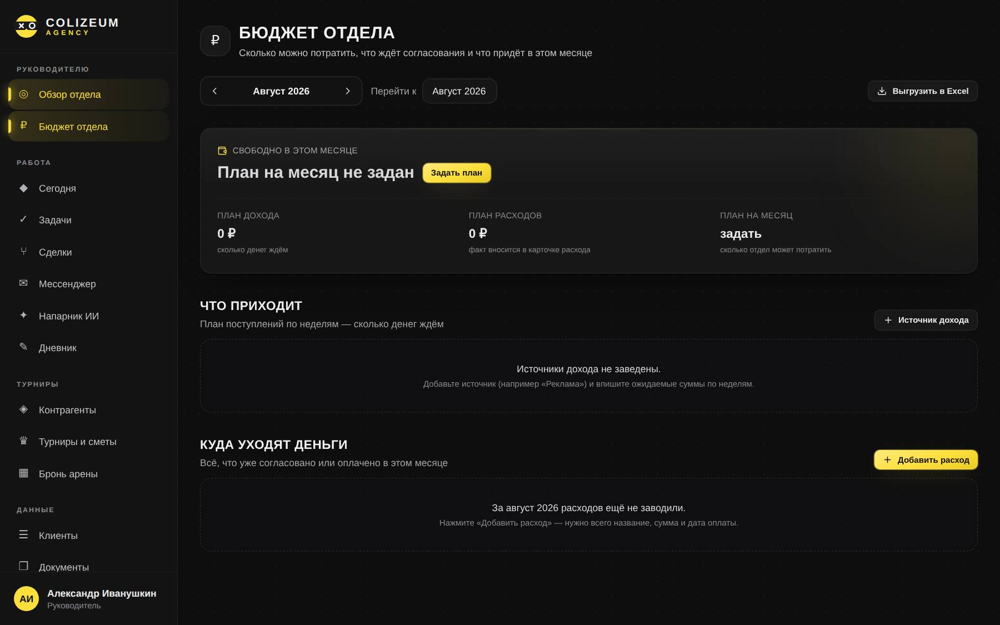 COLIZEUM
AGENCY
РУКОВОДИТЕЛЮ
Обзор отдела
₽ Бюджет отдела
РАБОТА
Сегодня
Задачи
Сделки
Мессенджер
Напарник ИИ
Дневник
ТУРНИРЫ
Контрагенты
Турниры и сметы
Бронь арены
ДАННЫЕ
Клиенты
Документы
АИ
Александр Иванушкин
Руководитель
₽
БЮДЖЕТ ОТДЕЛА
Сколько можно потратить, что ждёт согласования и что придёт в этом месяце
Август 2026
Перейти к
Август 2026
Выгрузить в Excel
СВОБОДНО В ЭТОМ МЕСЯЦЕ
План на месяц не задан
Задать план
ПЛАН ДОХОДА
0 ₽
сколько денег ждём
ПЛАН РАСХОДОВ
0 ₽
факт вносится в карточке расхода
ПЛАН НА МЕСЯЦ
задать
сколько отдел может потратить
ЧТО ПРИХОДИТ
План поступлений по неделям — сколько денег ждём
+ Источник дохода
Источники дохода не заведены.
Добавьте источник (например «Реклама») и впишите ожидаемые суммы по неделям.
КУДА УХОДЯТ ДЕНЬГИ
Всё, что уже согласовано или оплачено в этом месяце
+ Добавить расход
За август 2026 расходов ещё не заводили.
Нажмите «Добавить расход» — нужно всего название, сумма и дата оплаты.